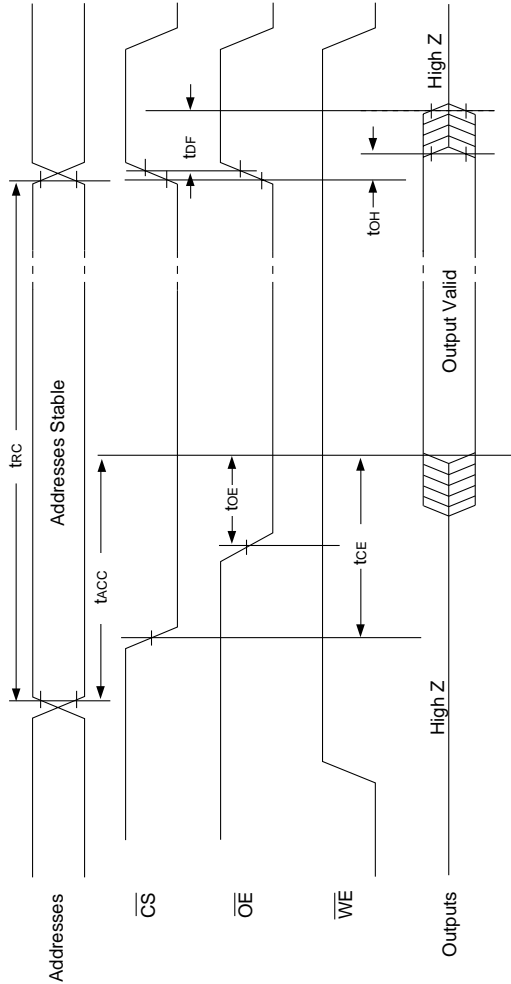 tRC
Addresses
Addresses Stable
tACC
CS
tDF
OE
tOE
WE
tOH
tCE
Outputs
High Z
Output Valid
High Z